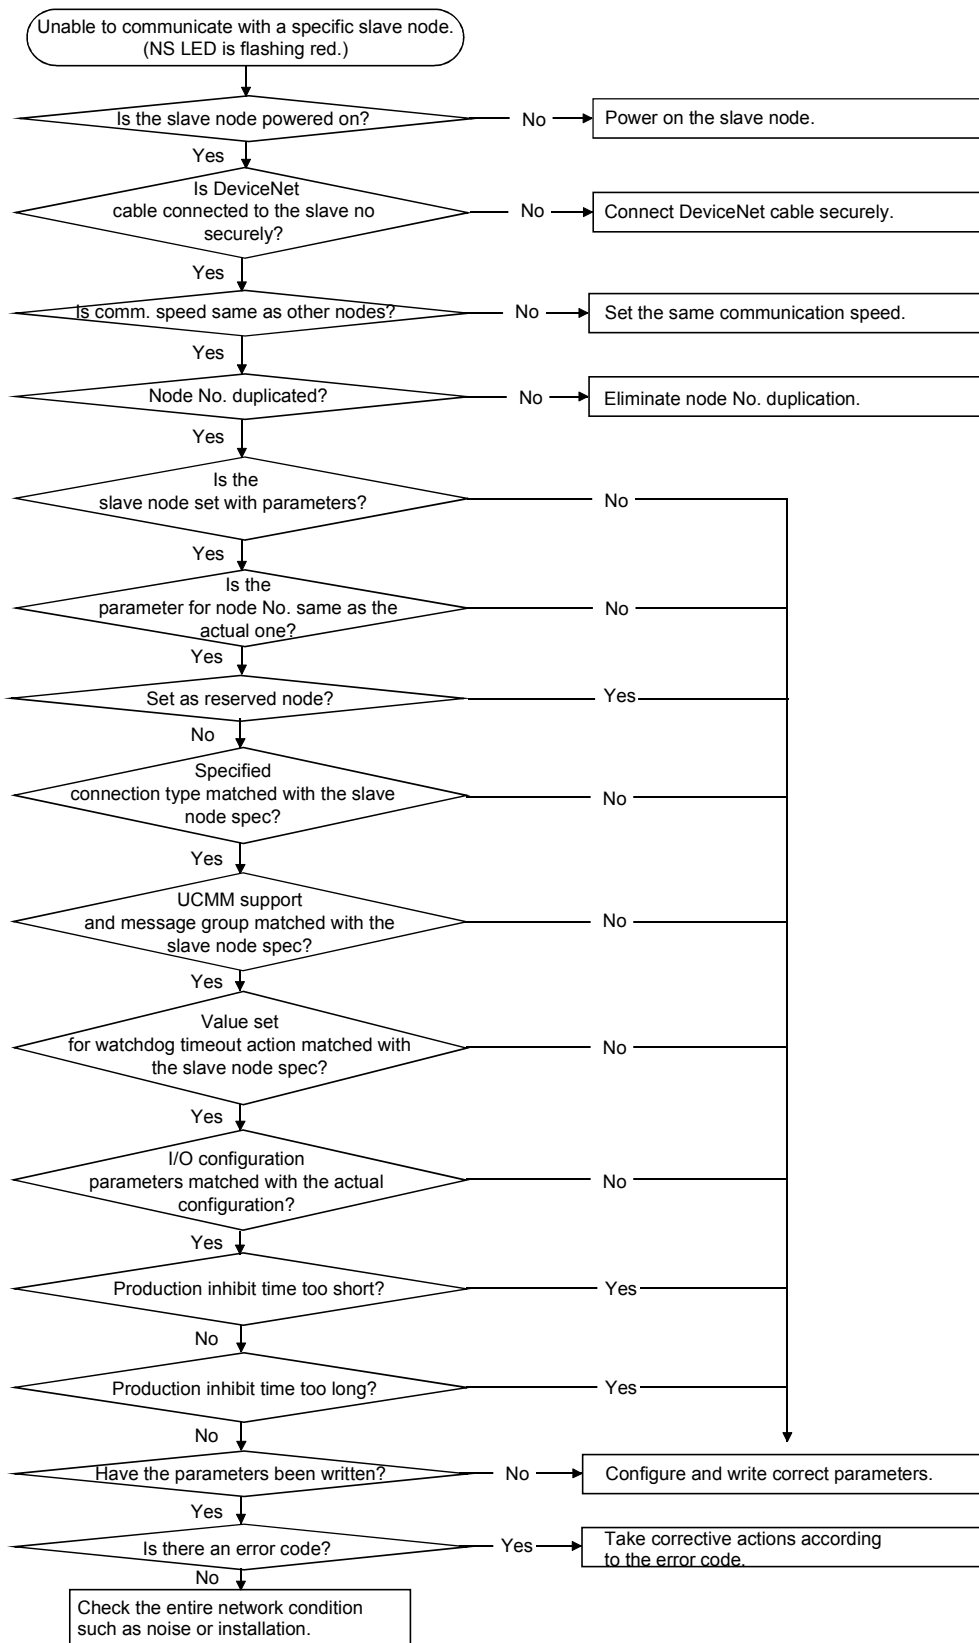 Unable to communicate with a specific slave node.
(NS LED is flashing red.)
Is the slave node powered on?
No
Power on the slave node.
Yes
Is DeviceNet
cable connected to the slave no
securely?
No
Connect DeviceNet cable securely.
Yes
Is comm. speed same as other nodes?
No
Set the same communication speed.
Yes
Node No. duplicated?
No
Eliminate node No. duplication.
Yes
Is the
slave node set with parameters?
No
Yes
Is the
parameter for node No. same as the
actual one?
No
Yes
Set as reserved node?
Yes
No
Specified
connection type matched with the slave
node spec?
No
Yes
UCMM support
and message group matched with the
slave node spec?
No
Yes
Value set
for watchdog timeout action matched with
the slave node spec?
No
Yes
I/O configuration
parameters matched with the actual
configuration?
No
Yes
Production inhibit time too short?
Yes
No
Production inhibit time too long?
Yes
No
Have the parameters been written?
No
Configure and write correct parameters.
Yes
Is there an error code?
Yes
Take corrective actions according
to the error code.
No
Check the entire network condition
such as noise or installation.